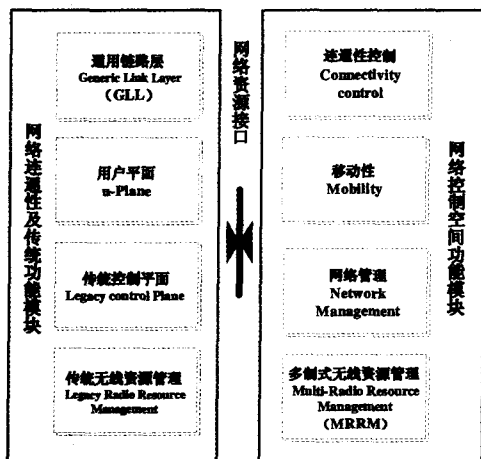 网络连通性及传统功能模块
通用链路层
Generic Link Layer
（GLL）
用户平面
u-Plane
传统控制平面
Legacy control Plane
传统无线资源管理
Legacy Radio Resource
Management
网络资源接口
连通性控制
Connectivity
control
移动性
Mobility
网络管理
Network
Management
多制式无线资源管理
Multi-Radio Resource
Management
（MRRM）
网络控制空间功能模块